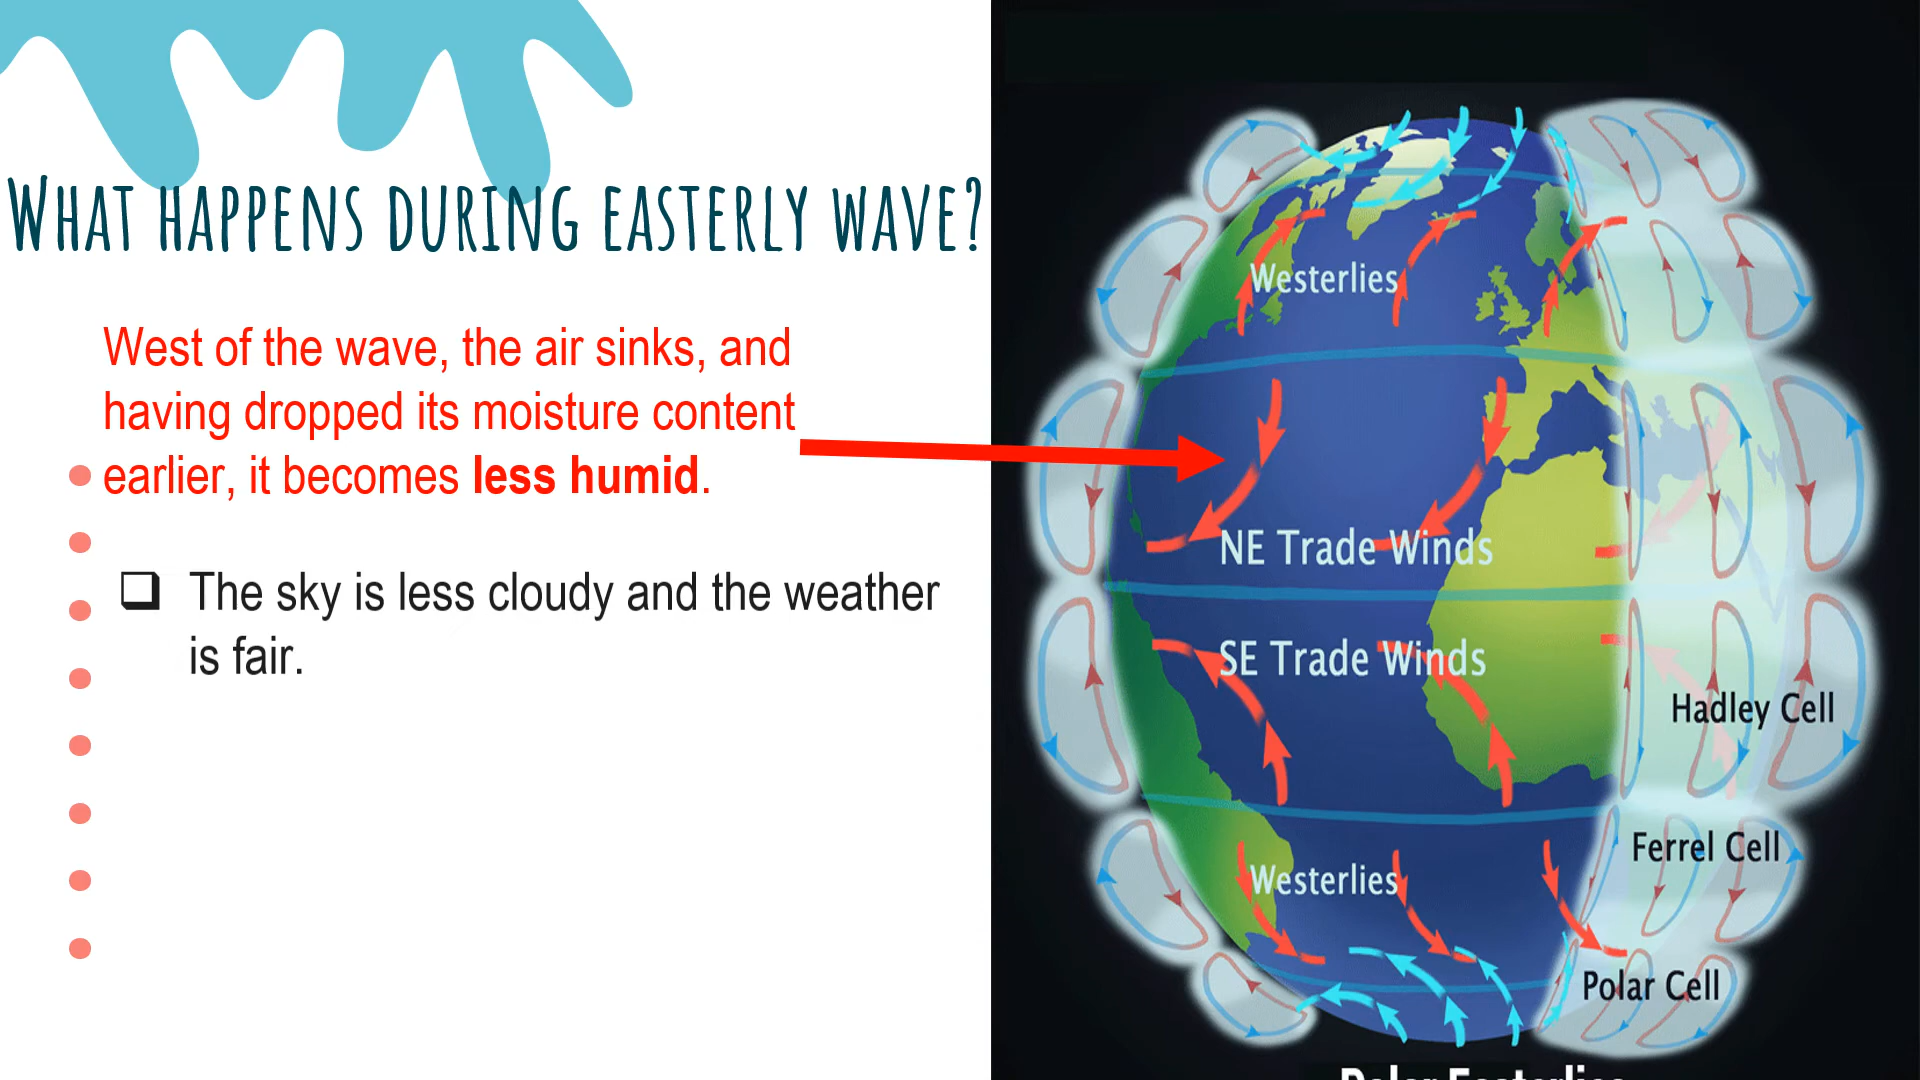 What happens during easterly wave?
West of the wave, the air sinks, and
having dropped its moisture content
earlier, it becomes less humid.
❑ The sky is less cloudy and the weather
is fair.
Westerlies
NE Trade Winds
SE Trade Winds
Hadley Cell
Ferrel Cell
Westerlies
Polar Cell
Polar Easterlies